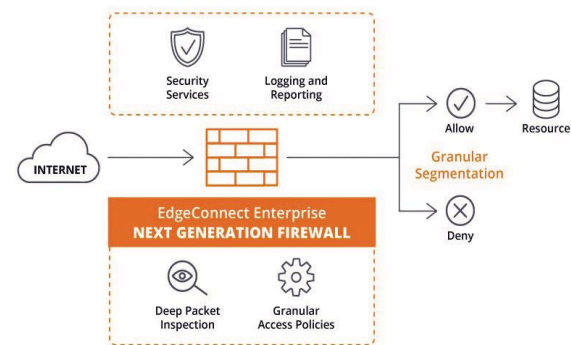 Security
Services
Logging and
Reporting
INTERNET
Allow
Resource
Granular
Segmentation
Deny
EdgeConnect Enterprise
NEXT GENERATION FIREWALL
Deep Packet
Inspection
Granular
Access Policies